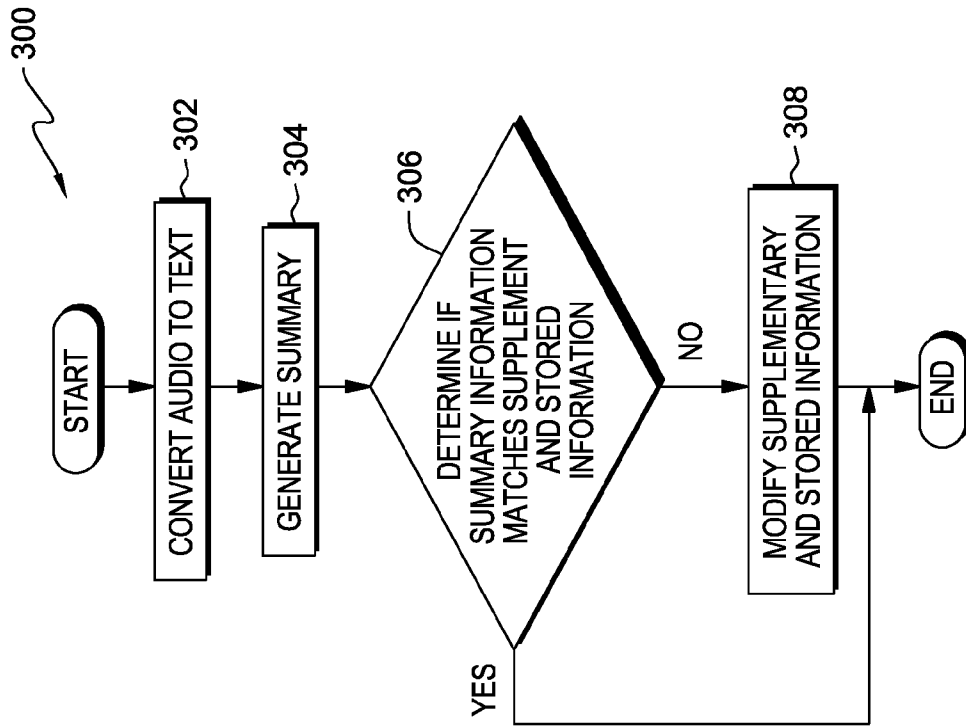 300
START
CONVERT AUDIO TO TEXT
302
GENERATE SUMMARY
304
306
DETERMINE IF
SUMMARY INFORMATION
MATCHES SUPPLEMENT
AND STORED
INFORMATION
YES
NO
308
MODIFY SUPPLEMENTARY
AND STORED INFORMATION
END